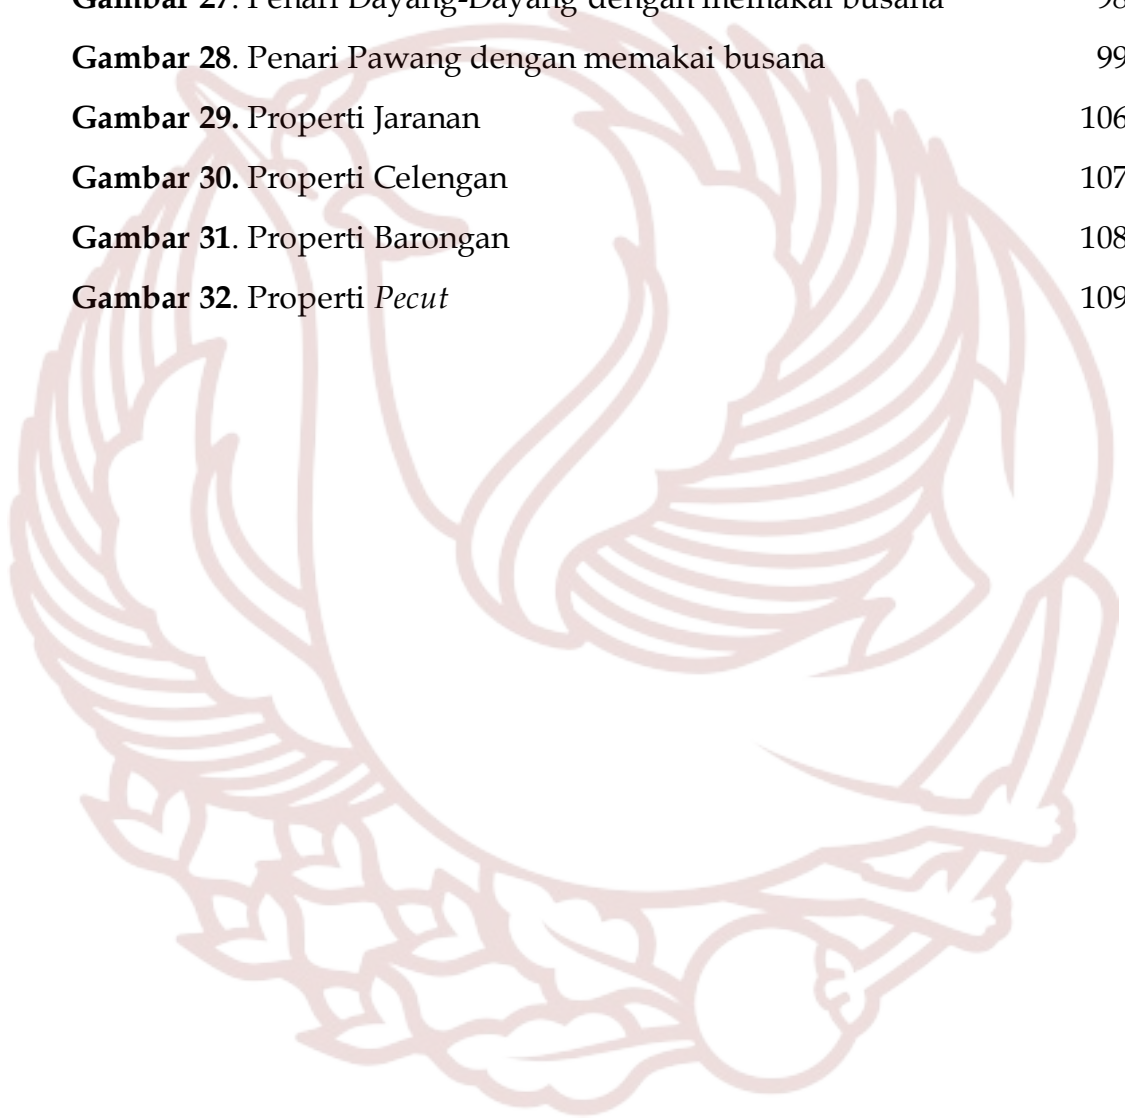 Gambar 27. Penari Dayang-Dayang dengan memakai busana 98
Gambar 28. Penari Pawang dengan memakai busana 99
Gambar 29. Properti Jaranan 106
Gambar 30. Properti Celengan 107
Gambar 31. Properti Barongan 108
Gambar 32. Properti Pecut 109